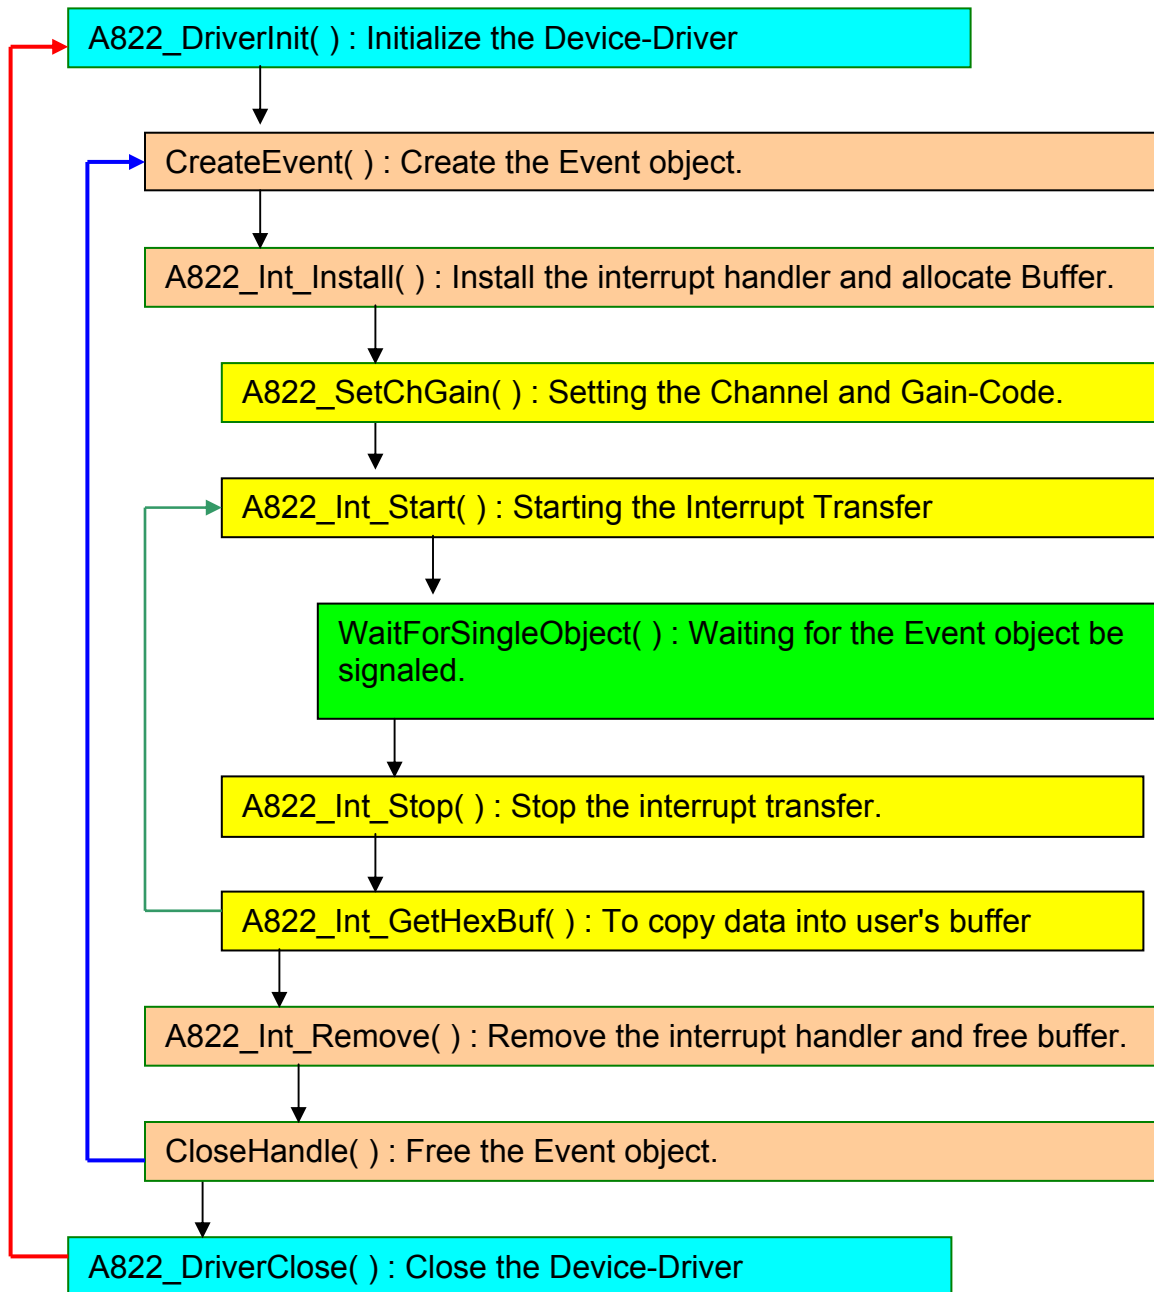 A822_DriverInit( ) : Initialize the Device-Driver
CreateEvent( ) : Create the Event object.
A822_Int_Install( ) : Install the interrupt handler and allocate Buffer.
A822_SetChGain( ) : Setting the Channel and Gain-Code.
A822_Int_Start( ) : Starting the Interrupt Transfer
WaitForSingleObject( ) : Waiting for the Event object be
signaled.
A822_Int_Stop( ) : Stop the interrupt transfer.
A822_Int_GetHexBuf( ) : To copy data into user's buffer
A822_Int_Remove( ) : Remove the interrupt handler and free buffer.
CloseHandle( ) : Free the Event object.
A822_DriverClose( ) : Close the Device-Driver